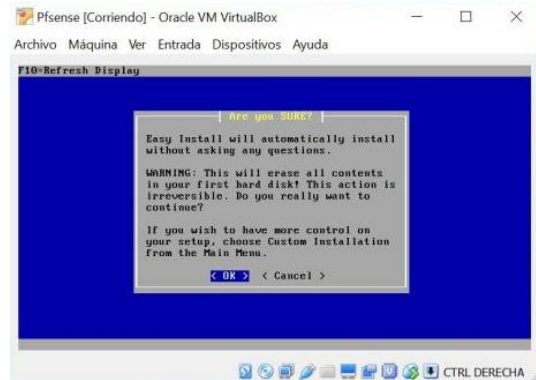 Pfsense [Corriendo] - Oracle VM VirtualBox
Archivo Máquina Ver Entrada Dispositivos Ayuda
F10=Refresh Display
Are you SURE?
Easy Install will automatically install
without asking any questions.
WARNING: This will erase all contents
in your first hard disk! This action is
irreversible. Do you really want to
continue?
If you wish to have more control on
your setup, choose Custom Installation
from the Main Menu.
< OK > < Cancel >
CTRL DERECHA